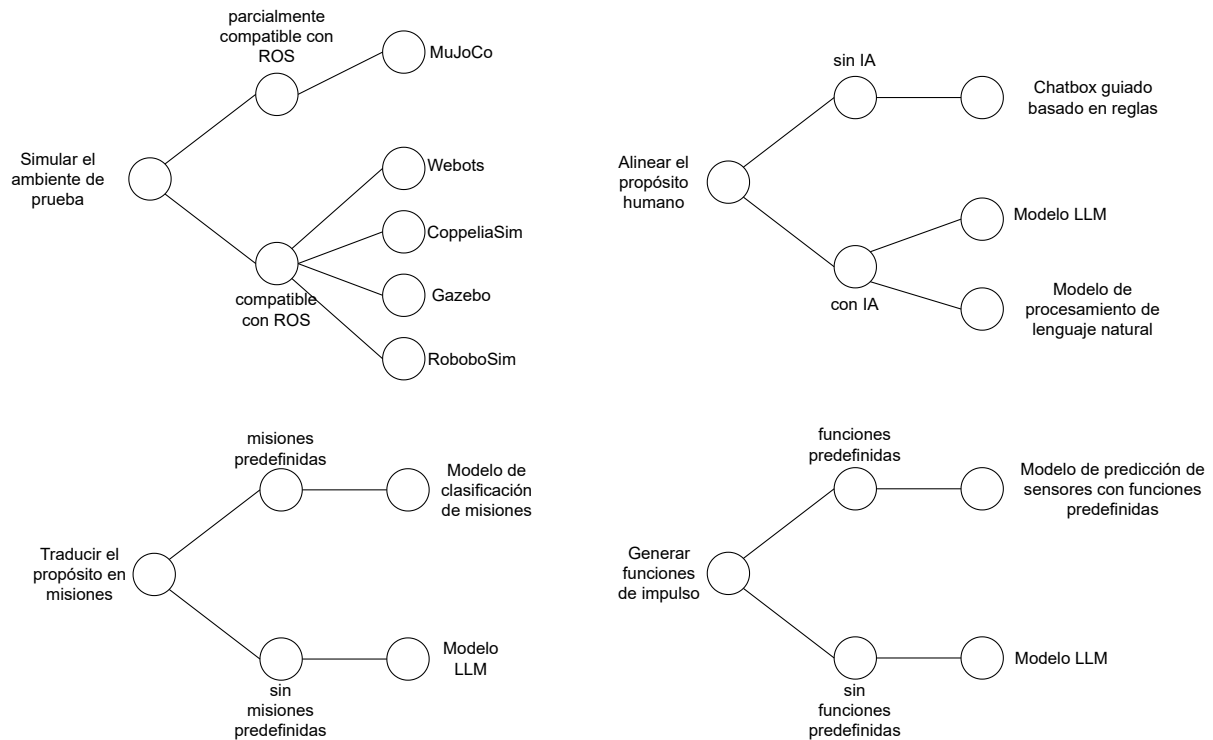 parcialmente
compatible con
ROS
MuJoCo
Simular el
ambiente de
prueba
Webots
CoppeliaSim
Gazebo
compatible
con ROS
RoboboSim
sin IA
Chatbox guiado
basado en reglas
Alinear el
propósito
humano
Modelo LLM
con IA
Modelo de
procesamiento de
lenguaje natural
misiones
predefinidas
Modelo de
clasificación
de misiones
Traducir el
propósito en
misiones
Modelo
LLM
sin
misiones
predefinidas
funciones
predefinidas
Modelo de predicción de
sensores con funciones
predefinidas
Generar
funciones
de impulso
Modelo LLM
sin
funciones
predefinidas